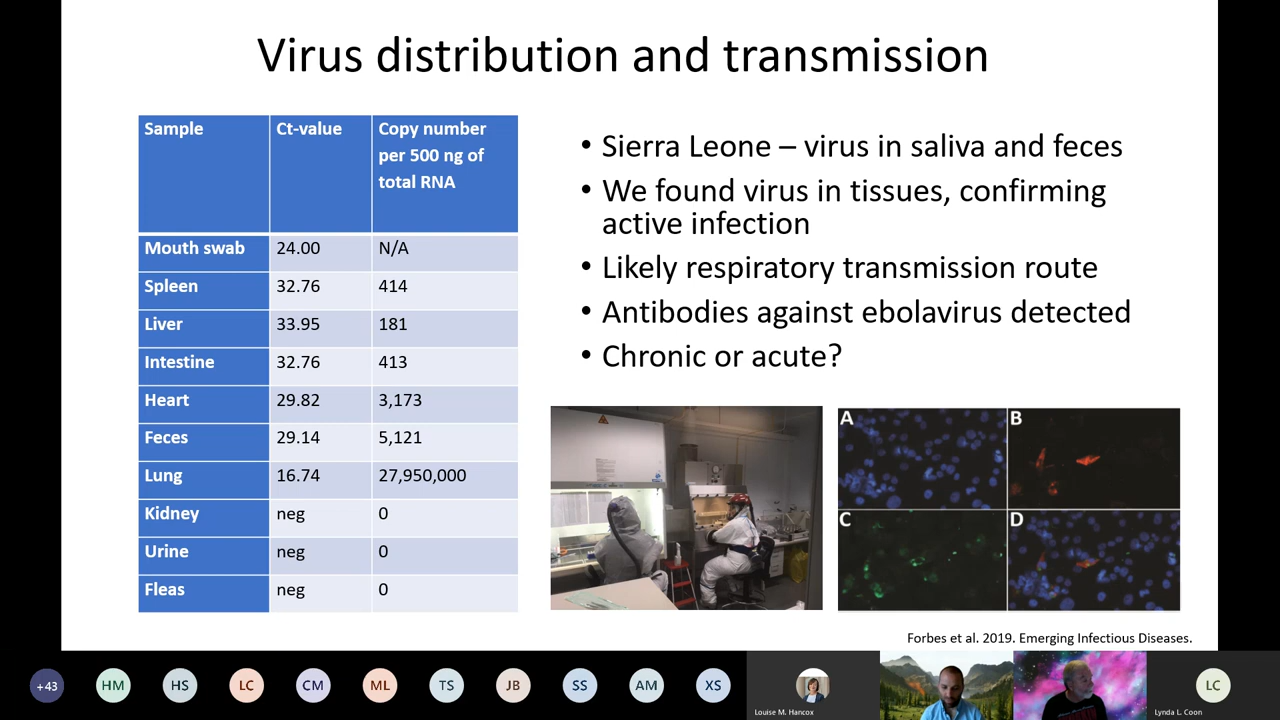 Virus distribution and transmission
Sample Ct-value Copy number
per 500 ng of
total RNA
Mouth swab 24.00 N/A
Spleen 32.76 414
Liver 33.95 181
Intestine 32.76 413
Heart 29.82 3,173
Feces 29.14 5,121
Lung 16.74 27,950,000
Kidney neg 0
Urine neg 0
Fleas neg 0
• Sierra Leone – virus in saliva and feces
• We found virus in tissues, confirming
active infection
• Likely respiratory transmission route
• Antibodies against ebolavirus detected
• Chronic or acute?
A B
C D
Forbes et al. 2019. Emerging Infectious Diseases.
+43 HM HS LC CM ML TS JB SS AM XS LC
Louise M. Hancox Lynda L. Coon